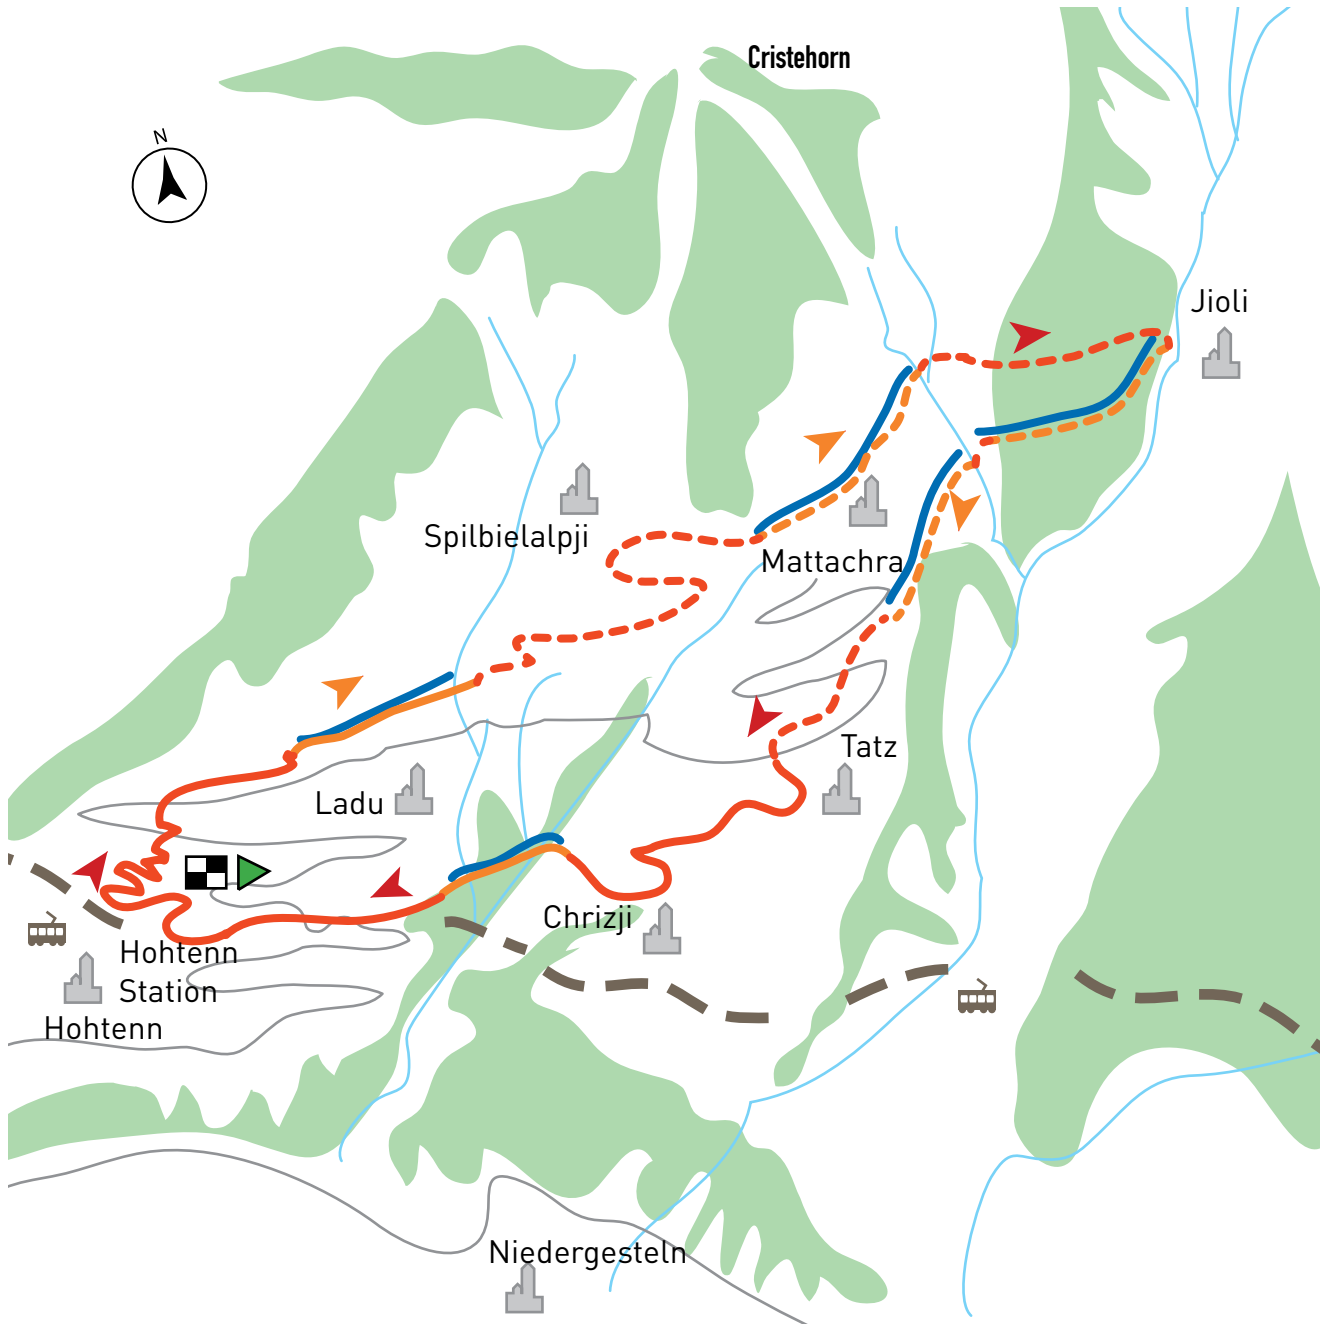 Cristehorn
N
Jioli
Spilbielalpji
Mattachra
Tatz
Ladu
Chrizji
Hohtenn
Station
Hohtenn
Niedergesteln